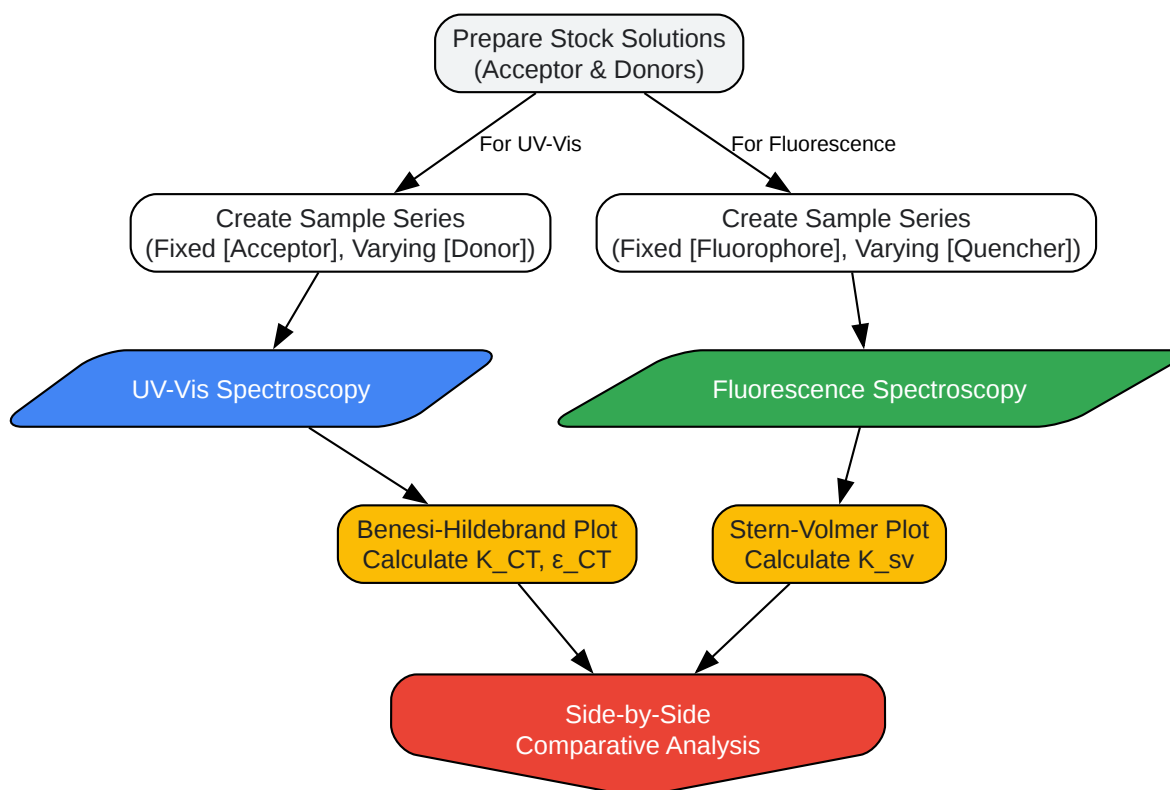 Prepare Stock Solutions
(Acceptor & Donors)
For UV-Vis
For Fluorescence
Create Sample Series
(Fixed [Acceptor], Varying [Donor])
Create Sample Series
(Fixed [Fluorophore], Varying [Quencher])
UV-Vis Spectroscopy
Fluorescence Spectroscopy
Benesi-Hildebrand Plot
Calculate K_CT, ε_CT
Stern-Volmer Plot
Calculate K_sv
Side-by-Side
Comparative Analysis